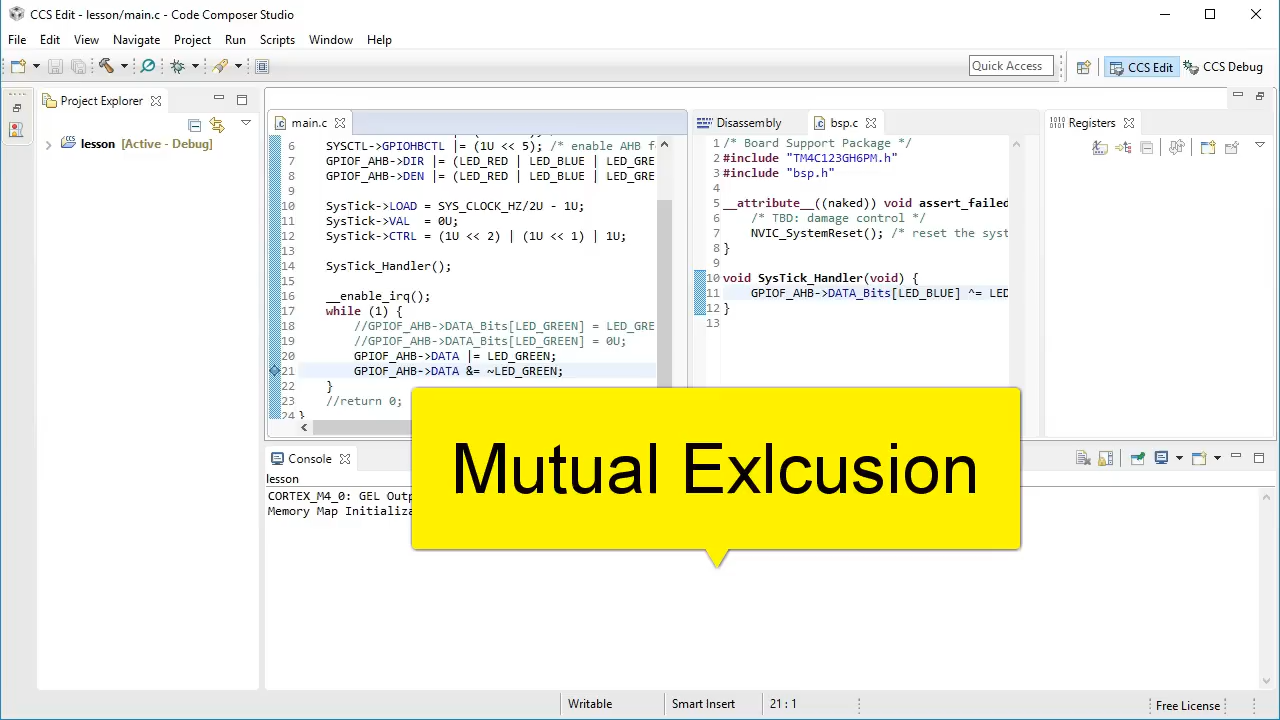 CCS Edit - lesson/main.c - Code Composer Studio
File Edit View Navigate Project Run Scripts Window Help
Quick Access
CCS Edit
CCS Debug
Project Explorer
lesson [Active - Debug]
main.c
6 SYSCTL->GPIOHBCTL |= (1U << 5); /* enable AHB f
7 GPIOF_AHB->DIR |= (LED_RED | LED_BLUE | LED_GRE
8 GPIOF_AHB->DEN |= (LED_RED | LED_BLUE | LED_GRE
9
10 SysTick->LOAD = SYS_CLOCK_HZ/2U - 1U;
11 SysTick->VAL = 0U;
12 SysTick->CTRL = (1U << 2) | (1U << 1) | 1U;
13
14 SysTick_Handler();
15
16 __enable_irq();
17 while (1) {
18 //GPIOF_AHB->DATA_Bits[LED_GREEN] = LED_GRE
19 //GPIOF_AHB->DATA_Bits[LED_GREEN] = 0U;
20 GPIOF_AHB->DATA |= LED_GREEN;
21 GPIOF_AHB->DATA &= ~LED_GREEN;
22 }
23 //return 0;
24 }
Disassembly
bsp.c
1 /* Board Support Package */
2 #include "TM4C123GH6PM.h"
3 #include "bsp.h"
4
5 __attribute__((naked)) void assert_failed
6 /* TBD: damage control */
7 NVIC_SystemReset(); /* reset the syst
8 }
9
10 void SysTick_Handler(void) {
11 GPIOF_AHB->DATA_Bits[LED_BLUE] ^= LED
12 }
13
Registers
Mutual Exlcusion
Console
lesson
CORTEX_M4_0: GEL Outp
Memory Map Initializa
Writable
Smart Insert
21 : 1
Free License